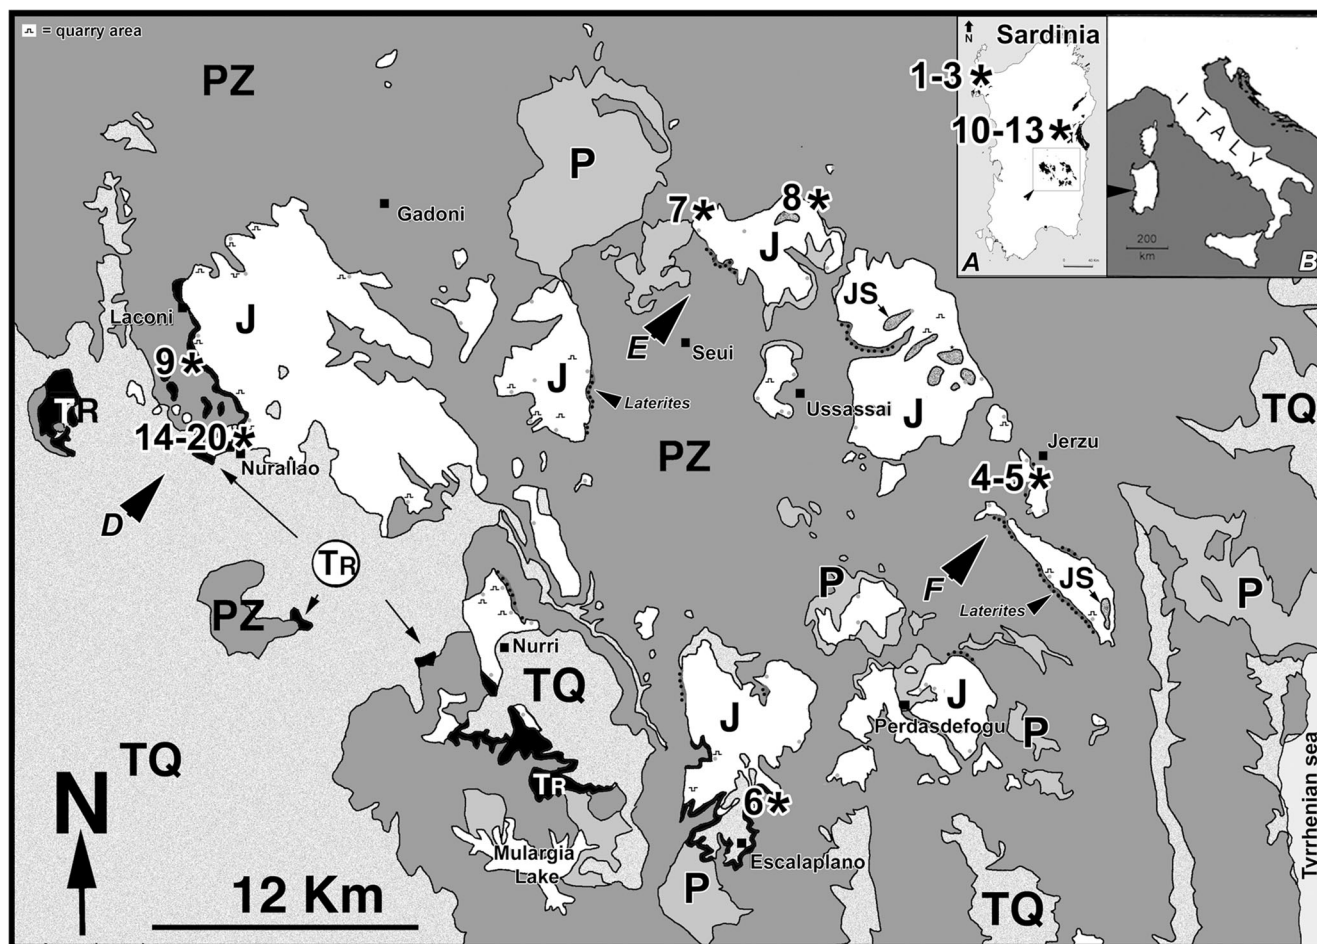 = quarry area
PZ
P
Gadoni
7*
8*
J
Sardinia
N
1-3*
10-13*
A
40 Km
ITALY
200
km
B
Laconi
J
JS
E
Seui
9*
J
Laterites
Ussassai
J
TR
TQ
14-20*
Nurallao
PZ
Jerzu
4-5*
D
TR
PZ
P
F
JS
Laterites
P
Nurri
TQ
J
J
Perdasdefogu
P
TQ
N
TR
6*
Mulargia
Lake
Escalaplano
P
12 Km
TQ
Tyrrhenian sea